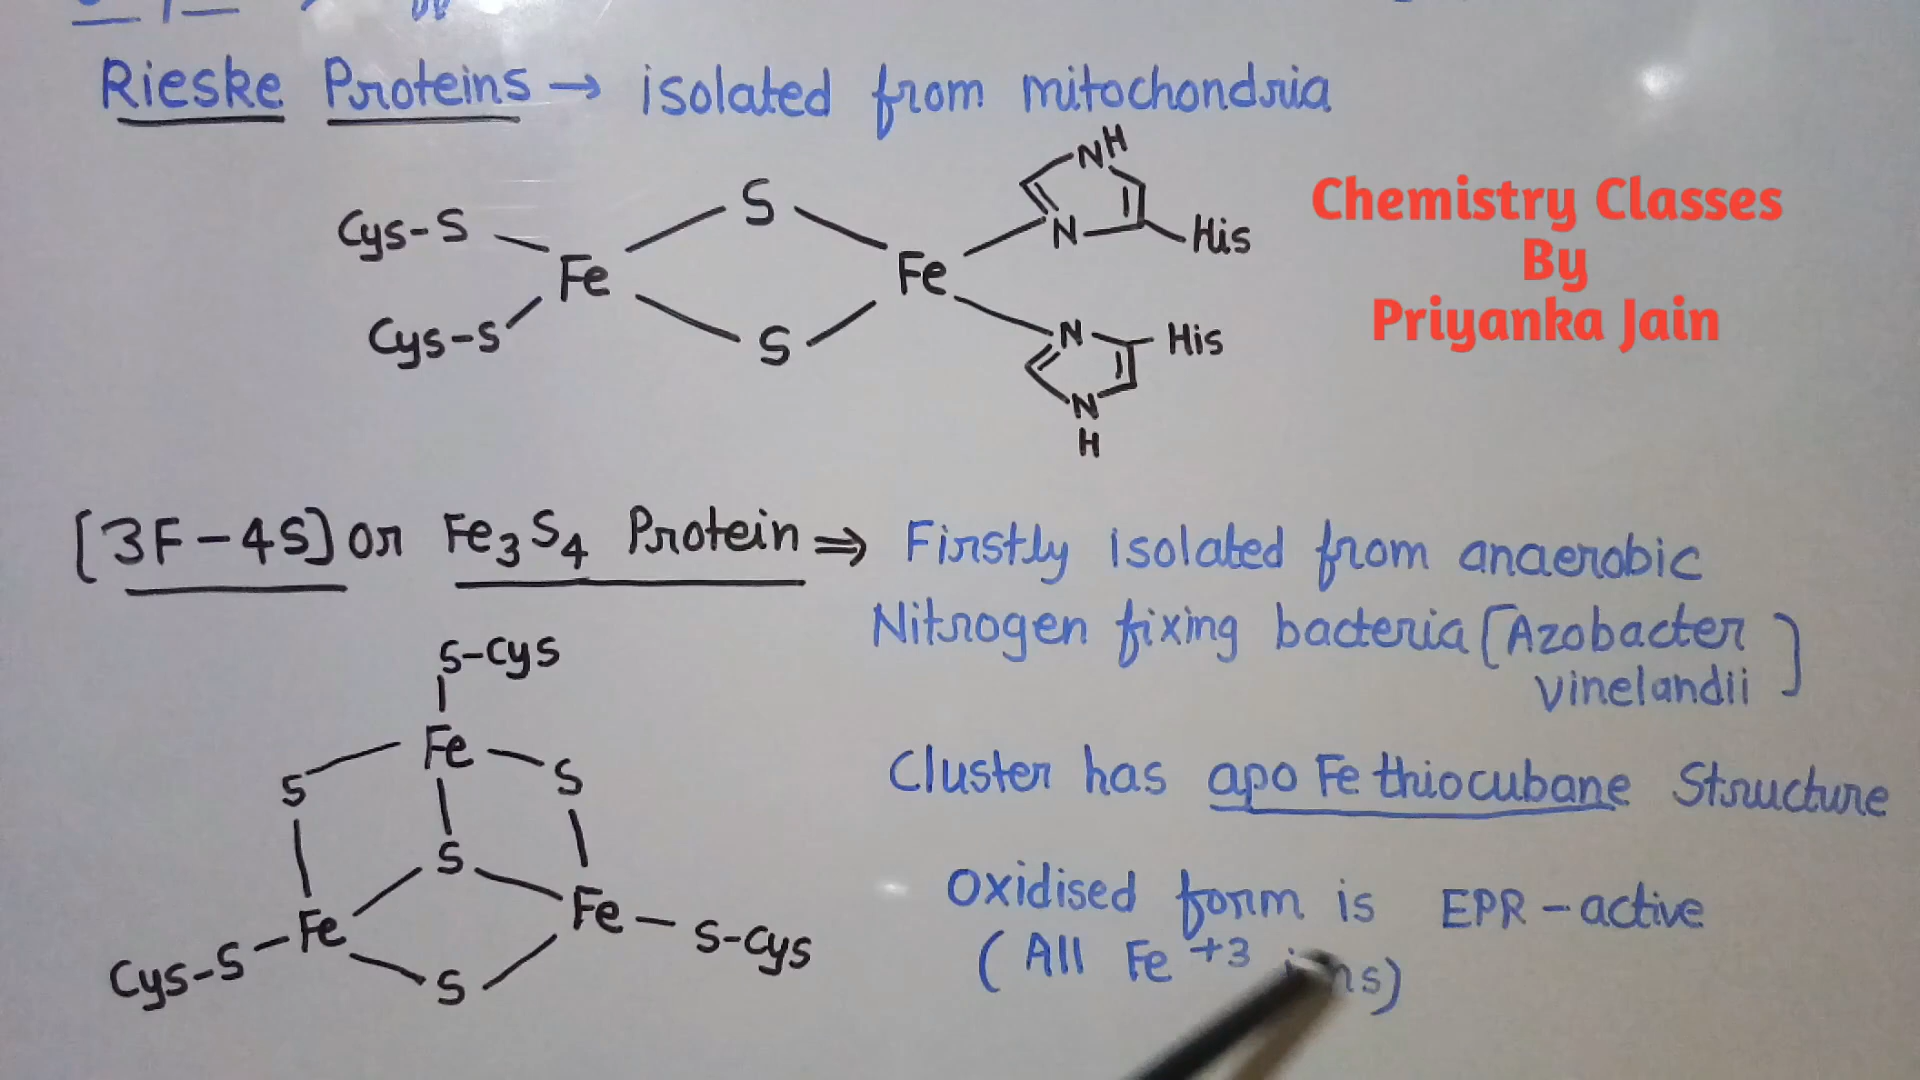 Rieske Proteins → isolated from mitochondria
Chemistry Classes
By
Priyanka Jain
Cys-S
Cys-S
Fe
S
S
Fe
NH
N
His
N
His
N
H
[3F-4S] or Fe3S4 Protein ⇒ Firstly isolated from anaerobic
Nitrogen fixing bacteria [Azobacter
vinelandii]
S-Cys
Fe
S
S
S
Fe
Fe
S-Cys
Cys-S
S
Cluster has apo Fe thiocubane Structure
Oxidised form is EPR-active
(All Fe+3 ions)